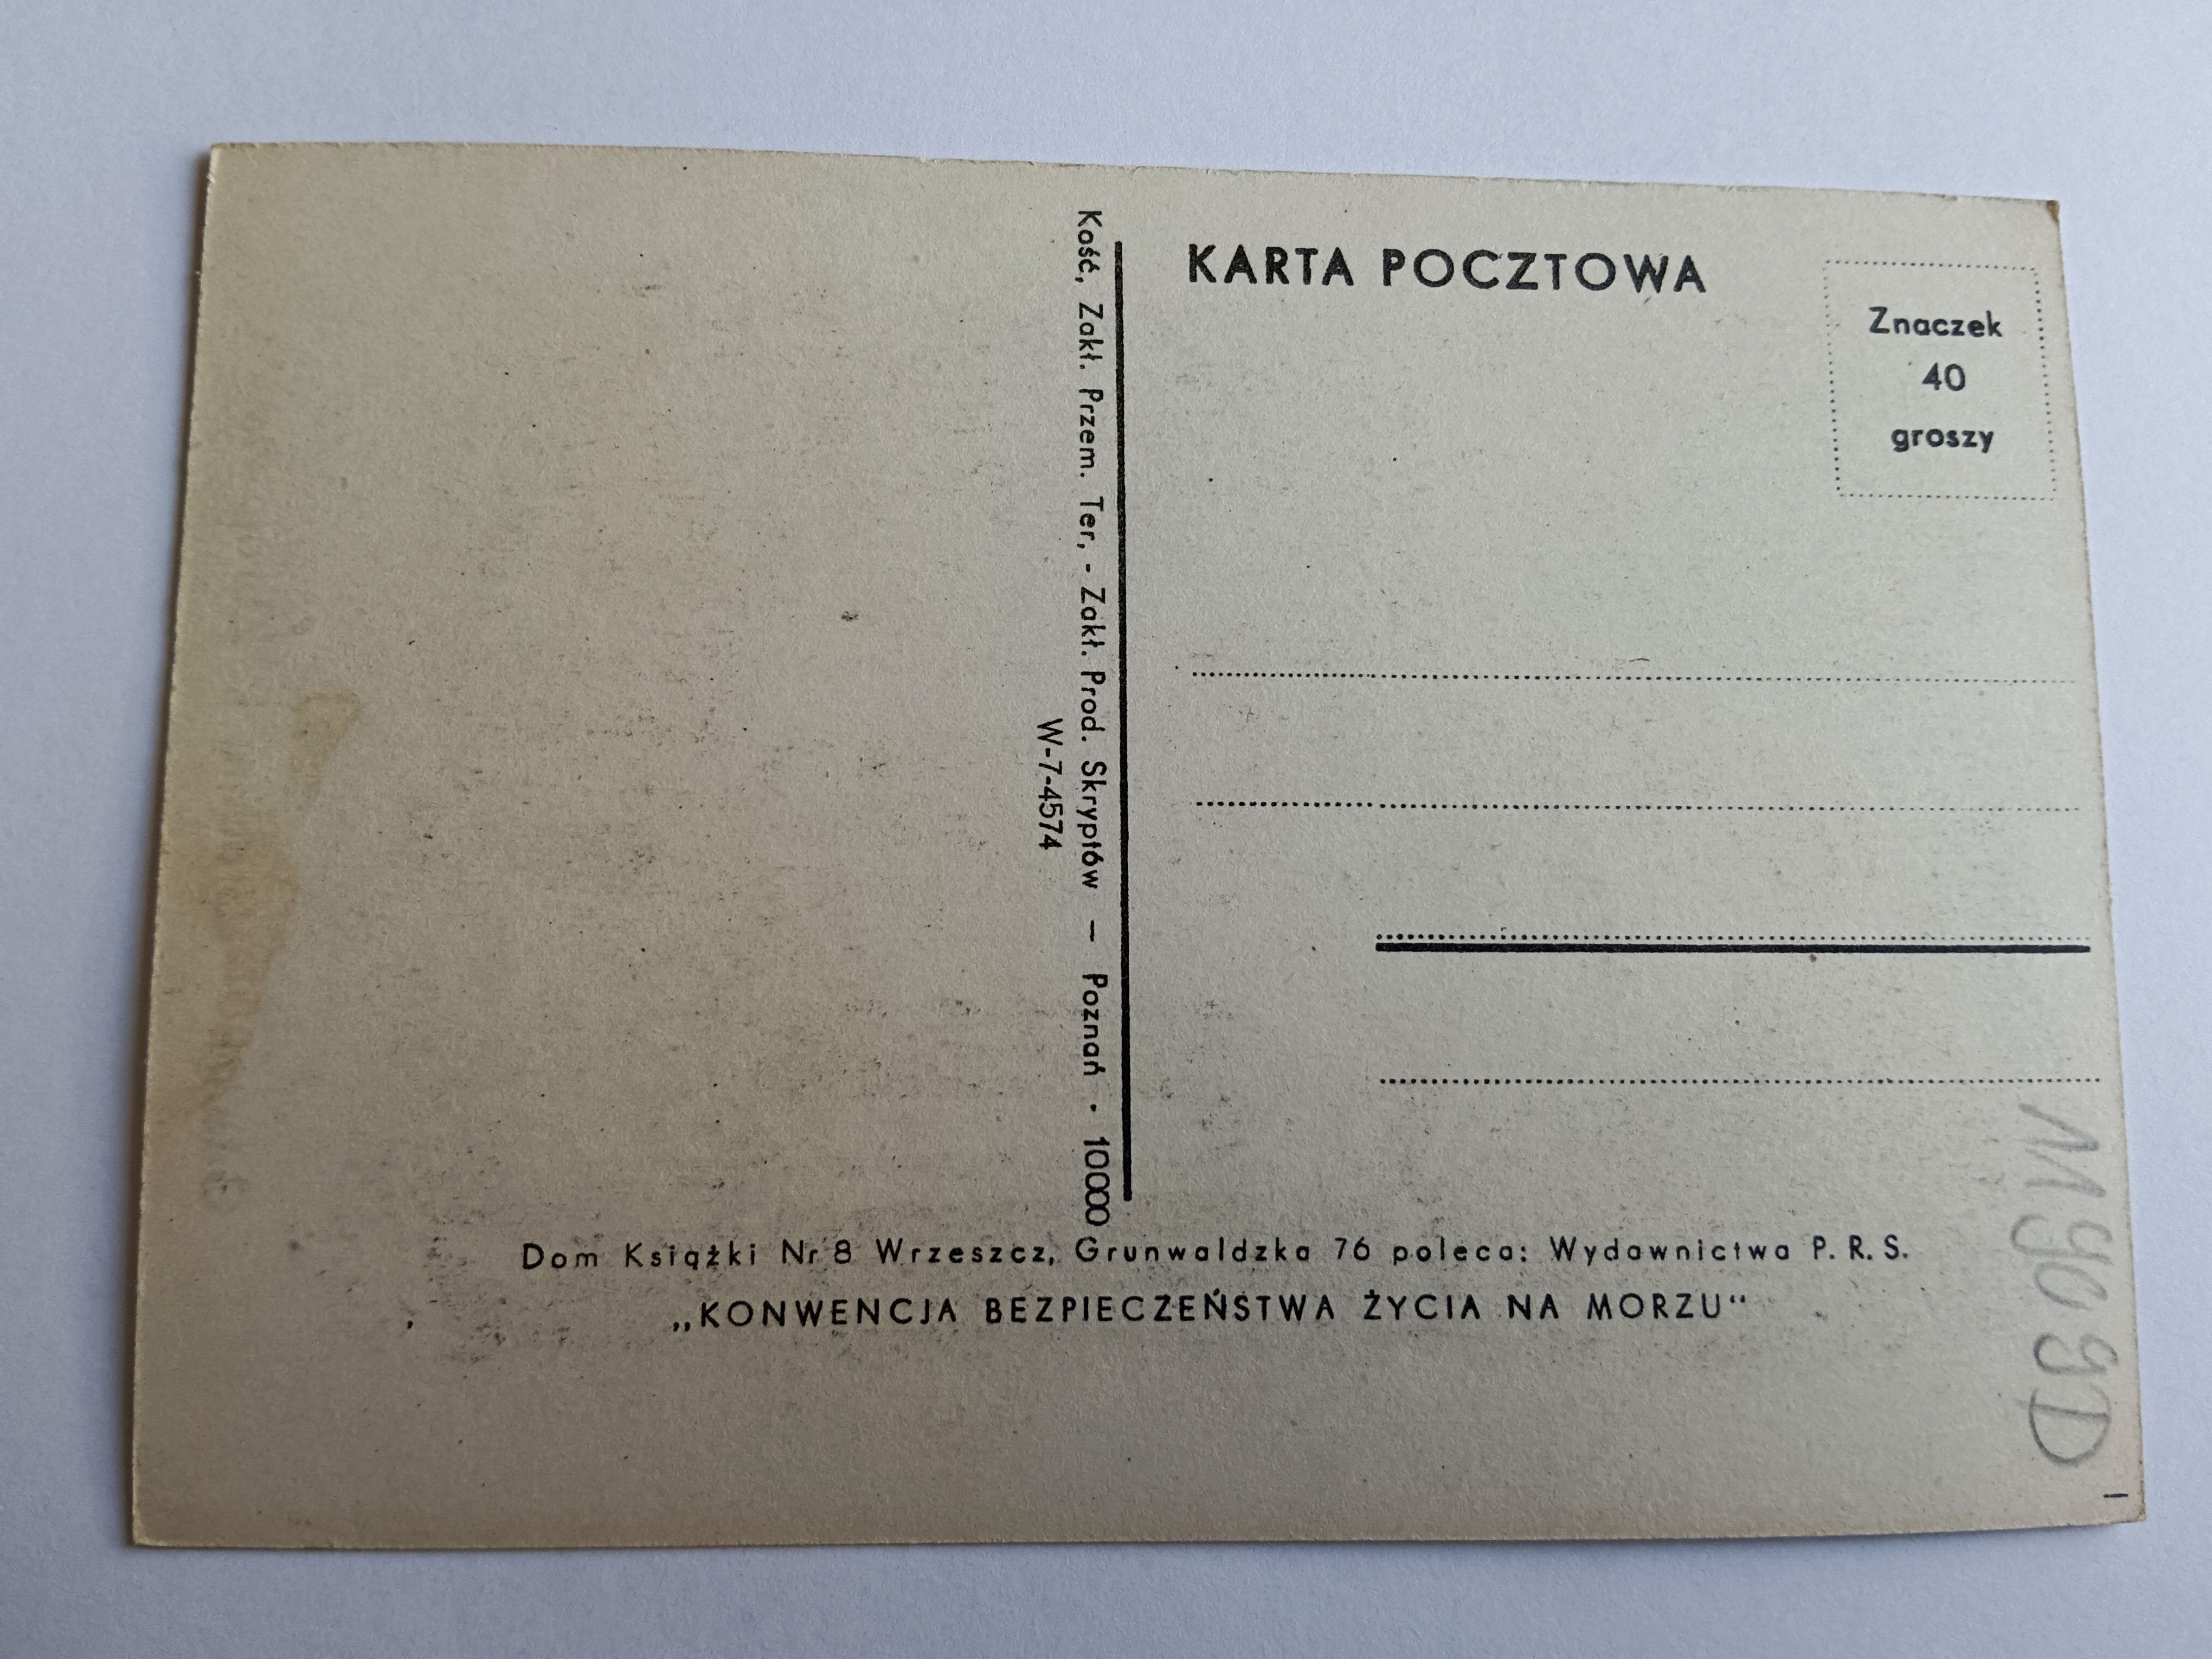 KARTA POCZTOWA
Znaczek
40
groszy
Kość, Zakł. Przem. Ter, - Zakł. Prod. Skryptów — Poznań • 10000
W-7-4574
Dom Książki Nr 8 Wrzeszcz, Grunwaldzka 76 poleca: Wydawnictwa P. R. S.
„KONWENCJA BEZPIECZEŃSTWA ŻYCIA NA MORZU“